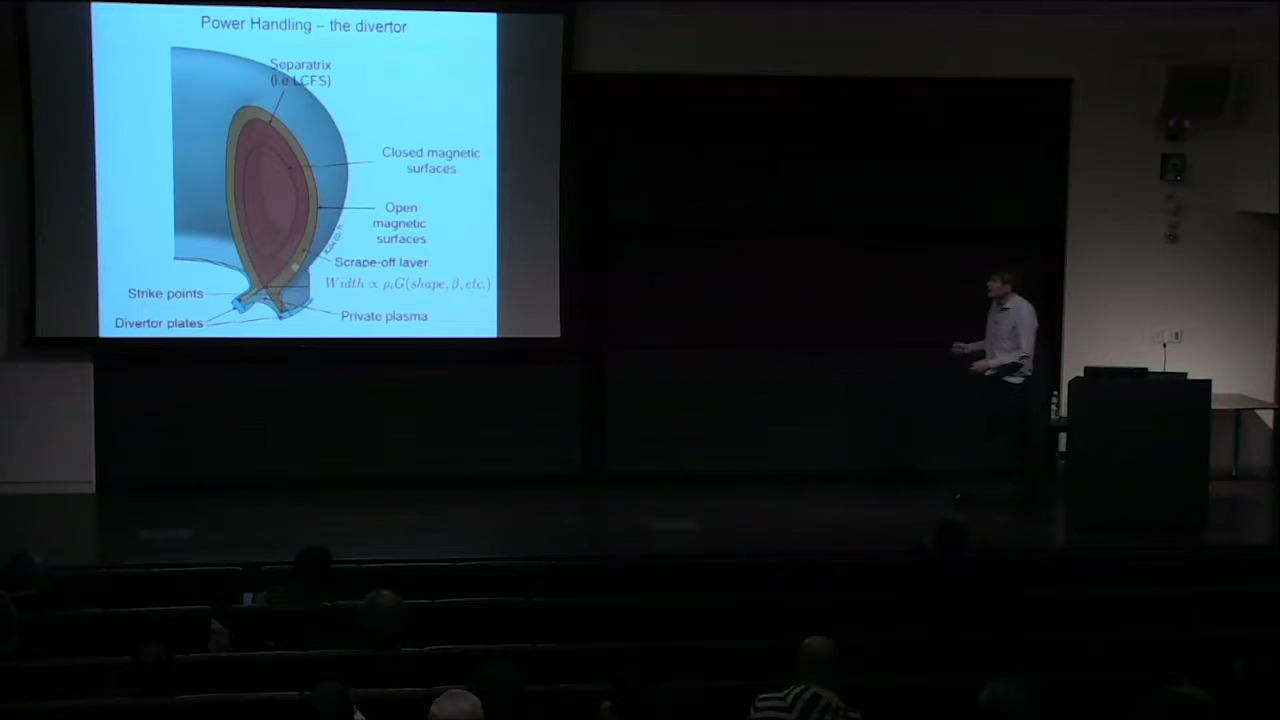 Power Handling – the divertor
Separatrix
(i.e LCFS)
Closed magnetic
surfaces
Open
magnetic
surfaces
Scrape-off layer
Width ∝ ρᵢG(shape, β, etc.)
Strike points
Private plasma
Divertor plates